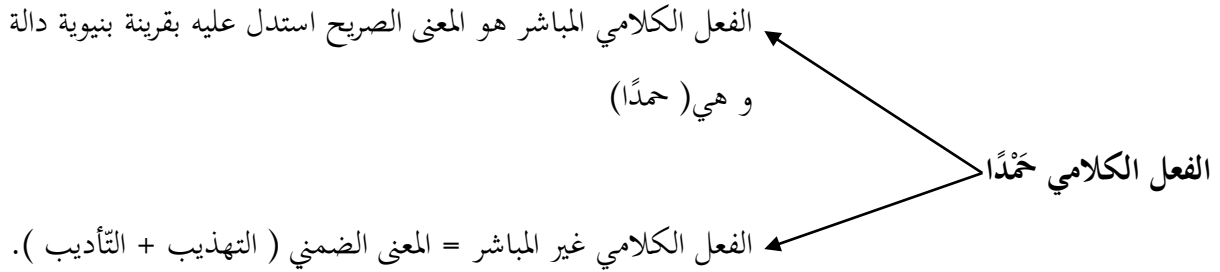 الفعل الكلامي المباشر هو المعنى الصريح استدل عليه بقرينة بنيوية دالة
و هي( حمدًا)
الفعل الكلامي حَمْدًا
الفعل الكلامي غير المباشر = المعنى الضمني ( التهذيب + التّأديب ).